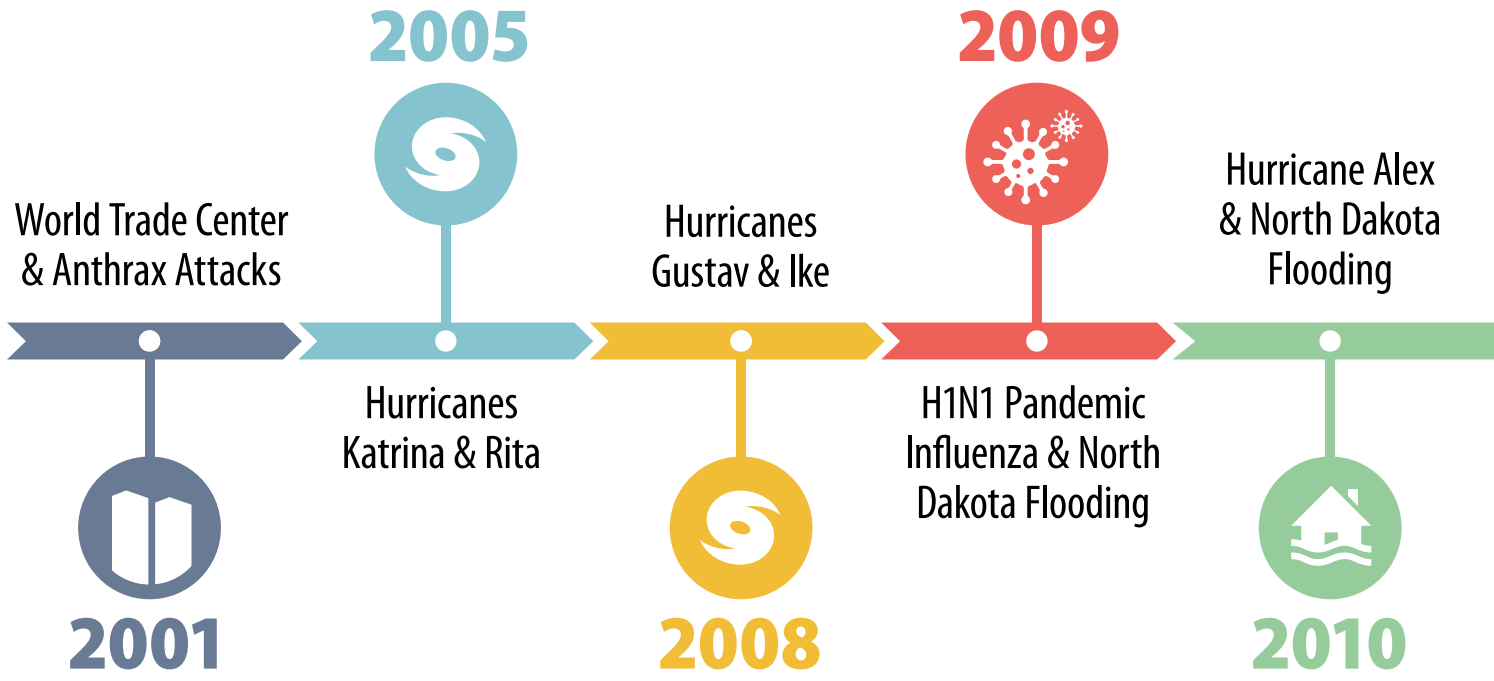 2001
World Trade Center
& Anthrax Attacks
2005
Hurricanes
Katrina & Rita
2008
Hurricanes
Gustav & Ike
2009
H1N1 Pandemic
Influenza & North
Dakota Flooding
2010
Hurricane Alex
& North Dakota
Flooding